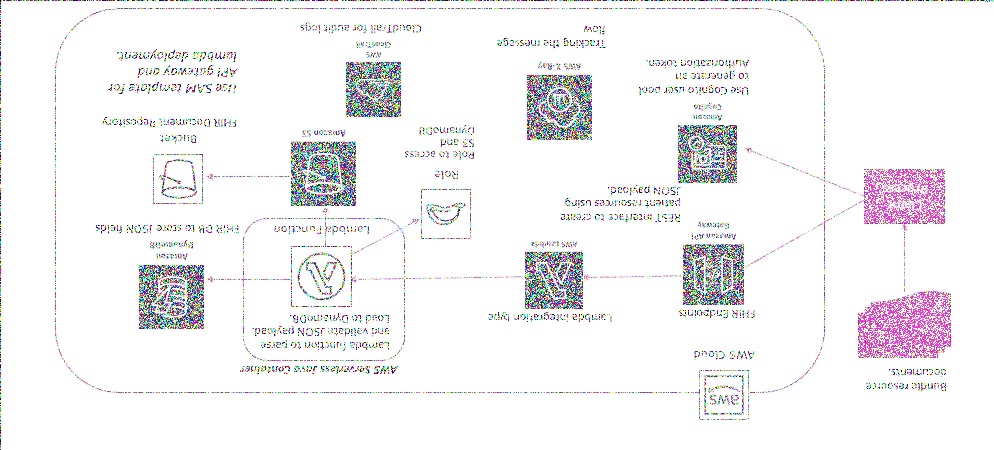 Bundle resource
documents.
aws
AWS Cloud
FHIR Endpoints
Amazon API
Gateway
REST interface to create
patient resources using
JSON payload.
Amazon
Cognito
Use Cognito user pool
to generate an
Authorization token.
Lambda integration type
AWS Lambda
AWS X-Ray
Tracking the message
flow
AWS Serverless Java Container
Lambda Function to parse
and validate JSON payload.
Load to DynamoDB.
Lambda Function
Role
Role to access
S3 and
DynamoDB
Amazon S3
AWS
CloudTrail
CloudTrail for audit logs
Amazon
DynamoDB
FHIR DB to store JSON fields
Bucket
FHIR Document Repository
Use SAM template for
API gateway and
lambda deployment.